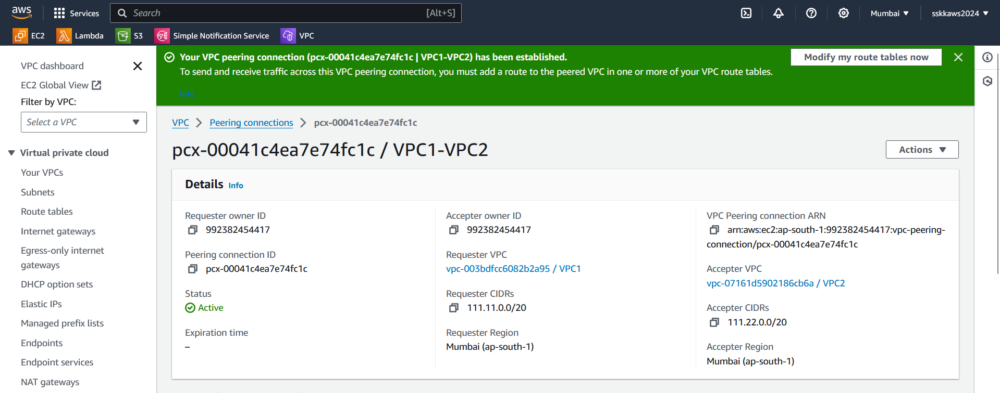 aws
Services
Search
[Alt+S]
Mumbai
sskkaws2024
EC2
Lambda
S3
Simple Notification Service
VPC
VPC dashboard
EC2 Global View
Filter by VPC:
Select a VPC
Virtual private cloud
Your VPCs
Subnets
Route tables
Internet gateways
Egress-only internet
gateways
DHCP option sets
Elastic IPs
Managed prefix lists
Endpoints
Endpoint services
NAT gateways
Your VPC peering connection (pcx-00041c4ea7e74fc1c | VPC1-VPC2) has been established.
To send and receive traffic across this VPC peering connection, you must add a route to the peered VPC in one or more of your VPC route tables.
Info
Modify my route tables now
VPC
Peering connections
pcx-00041c4ea7e74fc1c
pcx-00041c4ea7e74fc1c / VPC1-VPC2
Actions
Details Info
Requester owner ID
992382454417
Peering connection ID
pcx-00041c4ea7e74fc1c
Status
Active
Expiration time
–
Accepter owner ID
992382454417
Requester VPC
vpc-003bdfcc6082b2a95 / VPC1
Requester CIDRs
111.11.0.0/20
Requester Region
Mumbai (ap-south-1)
VPC Peering connection ARN
arn:aws:ec2:ap-south-1:992382454417:vpc-peering-
connection/pcx-00041c4ea7e74fc1c
Accepter VPC
vpc-07161d5902186cb6a / VPC2
Accepter CIDRs
111.22.0.0/20
Accepter Region
Mumbai (ap-south-1)